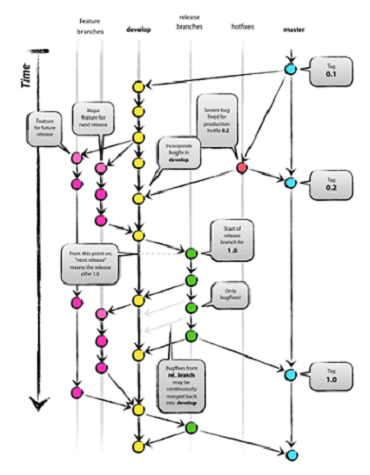 feature
branches
develop
release
branches
hotfixes
master
Time
Tag
0.1
Feature
for future
release
Major
feature for
next release
Severe bug
fixed for
production:
hotfix 0.2
Incorporate
bugfix in
develop
Tag
0.2
Start of
release
branch for
1.0
From this point on,
"next release"
means the release
after 1.0
Only
bugfixes!
Tag
1.0
Bugfixes from
rel. branch
may be
continuously
merged back
into develop